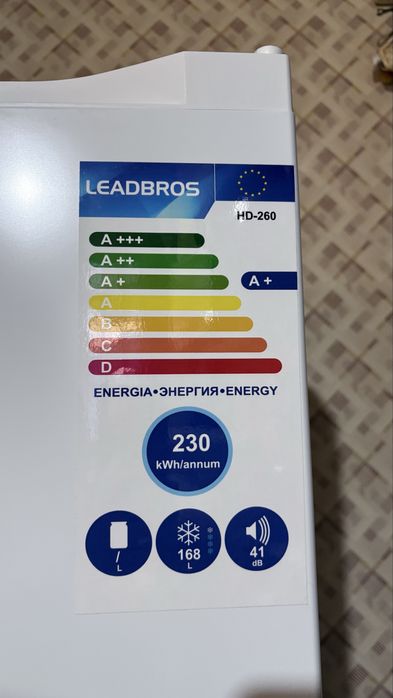 LEADBROS
HD-260
A +++
A ++
A +
A +
A
B
C
D
ENERGIA•ЭНЕРГИЯ•ENERGY
230
kWh/annum
/
L
168
L
41
dB